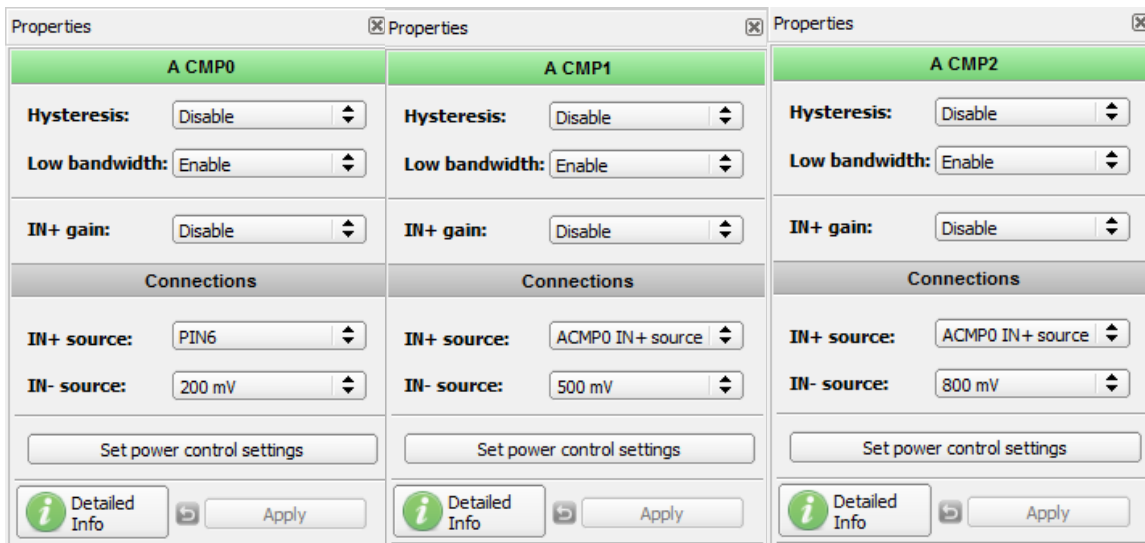 Properties
A CMP0
Hysteresis: Disable
Low bandwidth: Enable
IN+ gain: Disable
Connections
IN+ source: PIN6
IN- source: 200 mV
Set power control settings
Detailed
Info
Apply
Properties
A CMP1
Hysteresis: Disable
Low bandwidth: Enable
IN+ gain: Disable
Connections
IN+ source: ACMP0 IN+ source
IN- source: 500 mV
Set power control settings
Detailed
Info
Apply
Properties
A CMP2
Hysteresis: Disable
Low bandwidth: Enable
IN+ gain: Disable
Connections
IN+ source: ACMP0 IN+ source
IN- source: 800 mV
Set power control settings
Detailed
Info
Apply